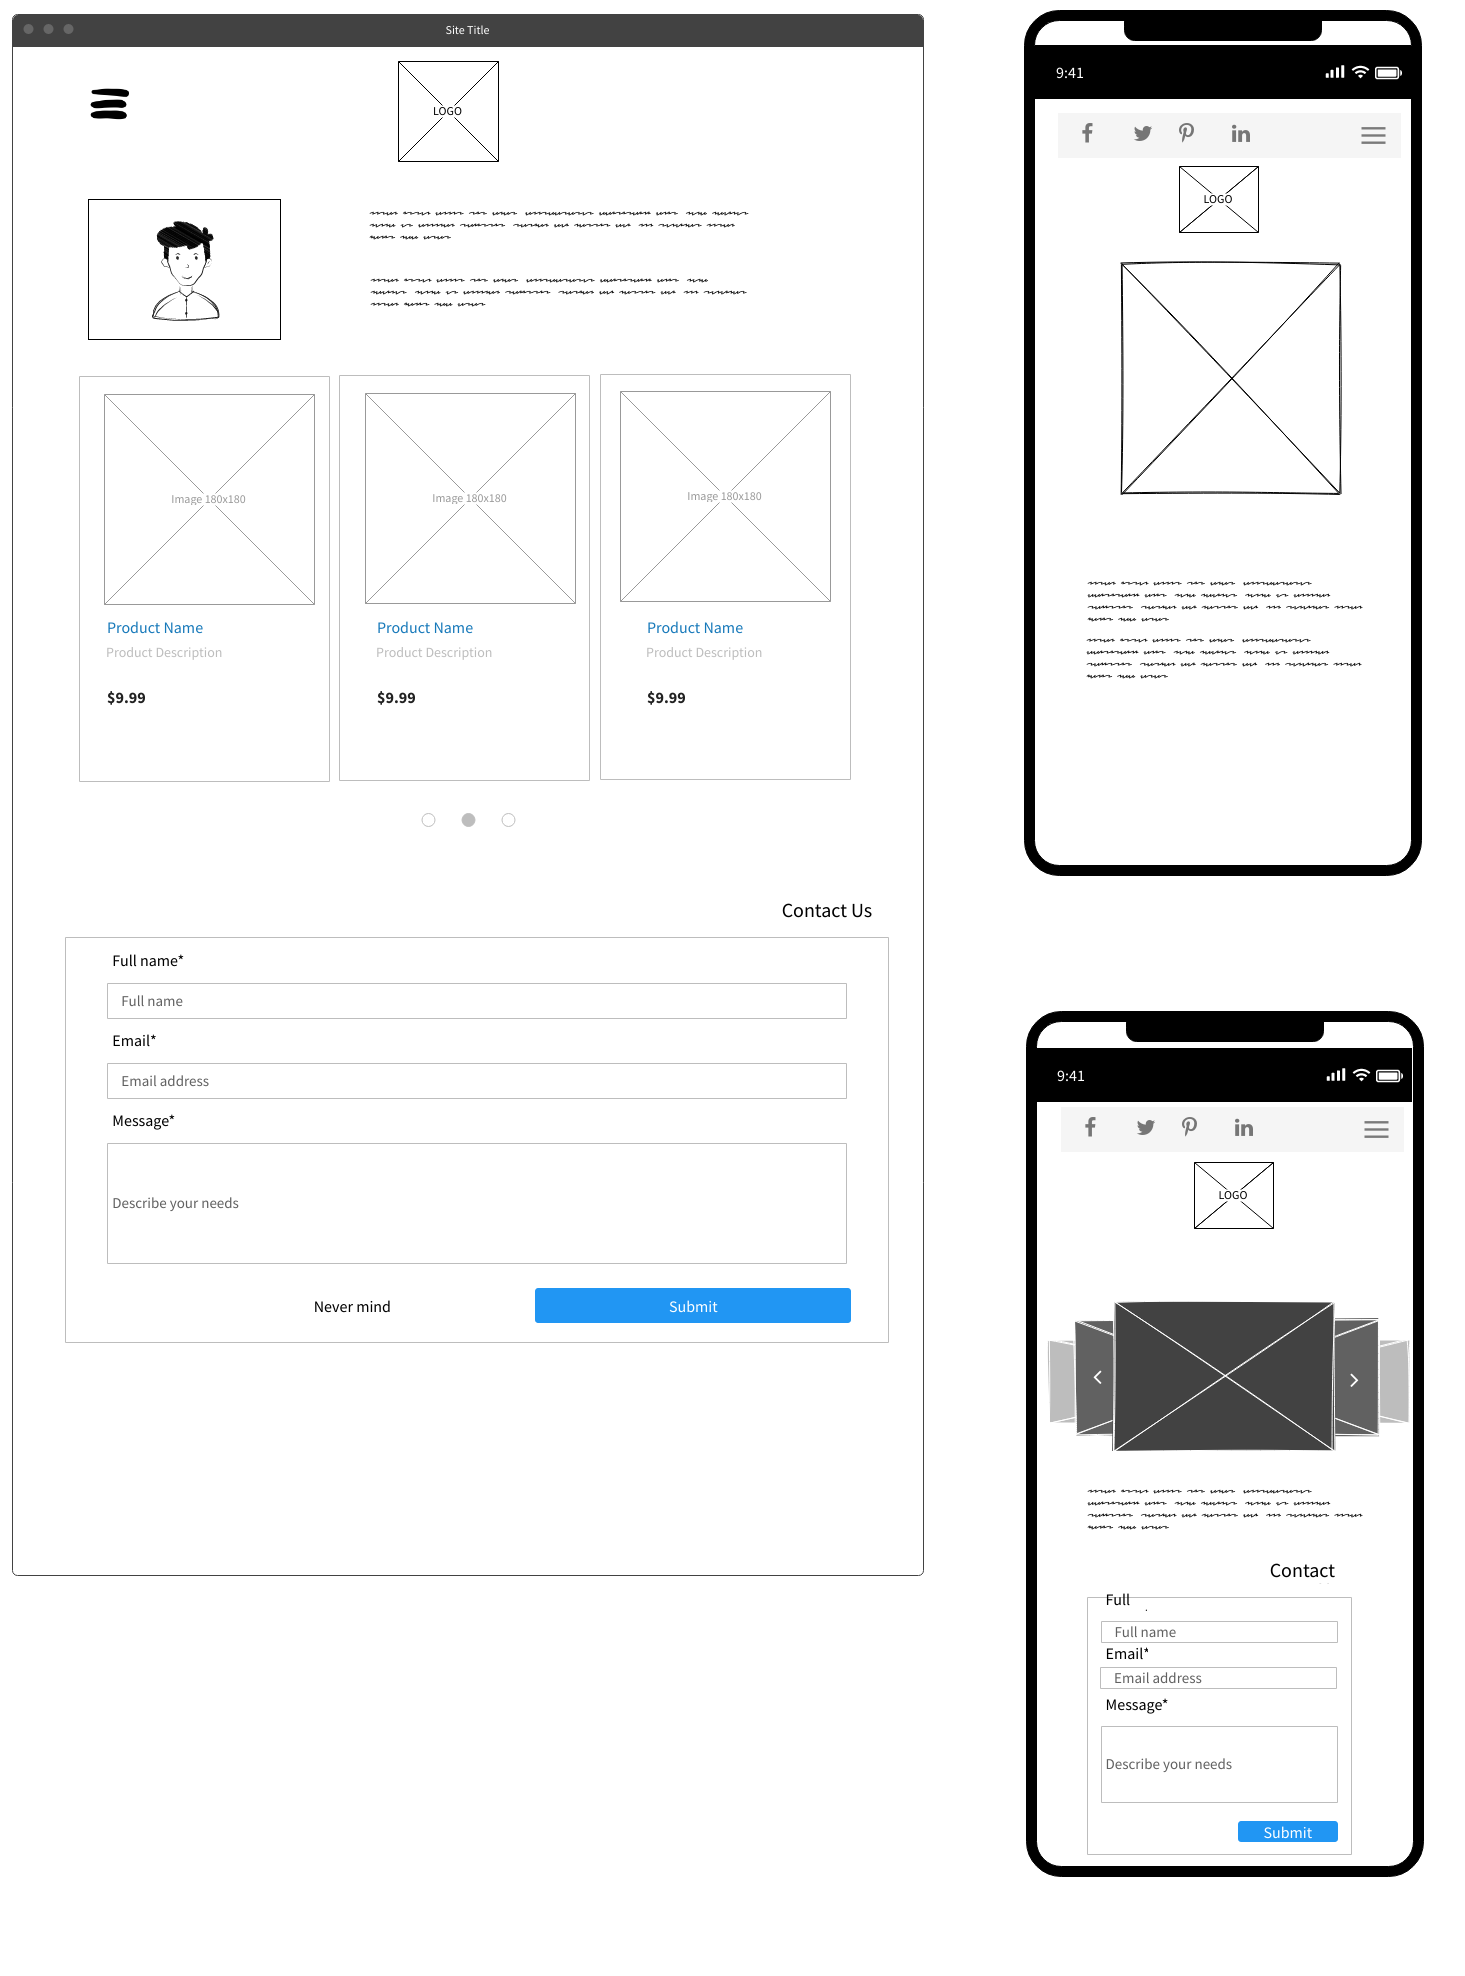 Site Title
LOGO
Image 180x180
Image 180x180
Image 180x180
Product Name
Product Name
Product Name
Product Description
Product Description
Product Description
$9.99
$9.99
$9.99
Contact Us
Full name*
Full name
Email*
Email address
Message*
Describe your needs
Never mind
Submit
9:41
LOGO
9:41
LOGO
Contact
Full
Full name
Email*
Email address
Message*
Describe your needs
Submit